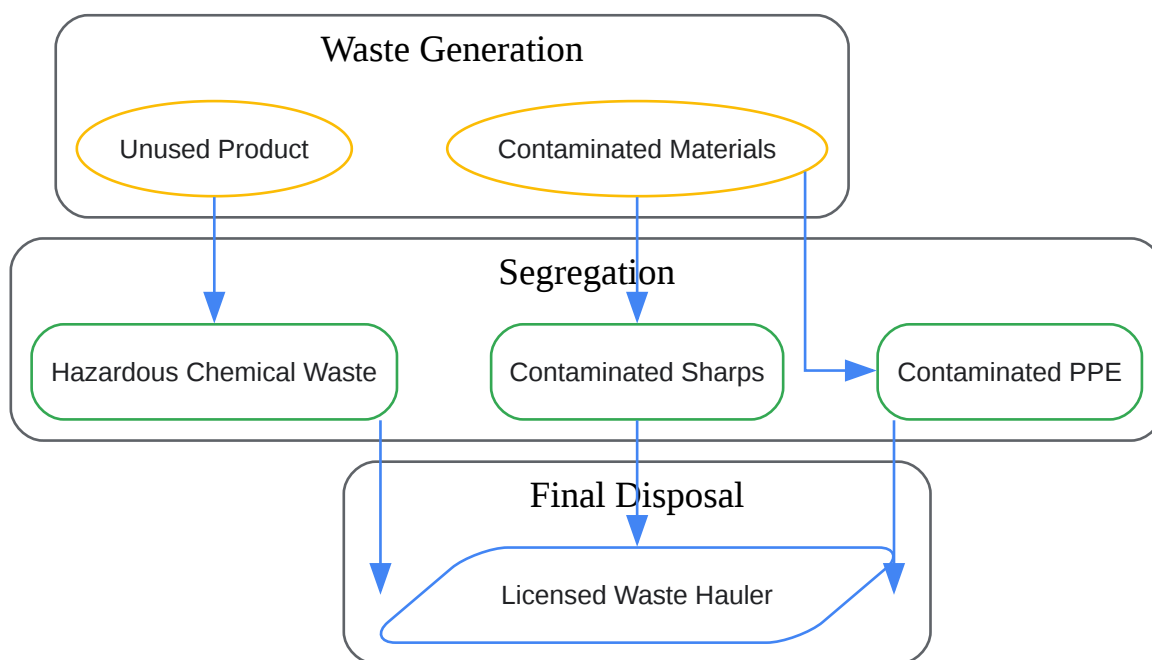 Waste Generation
Unused Product
Contaminated Materials
Segregation
Hazardous Chemical Waste
Contaminated Sharps
Contaminated PPE
Final Disposal
Licensed Waste Hauler